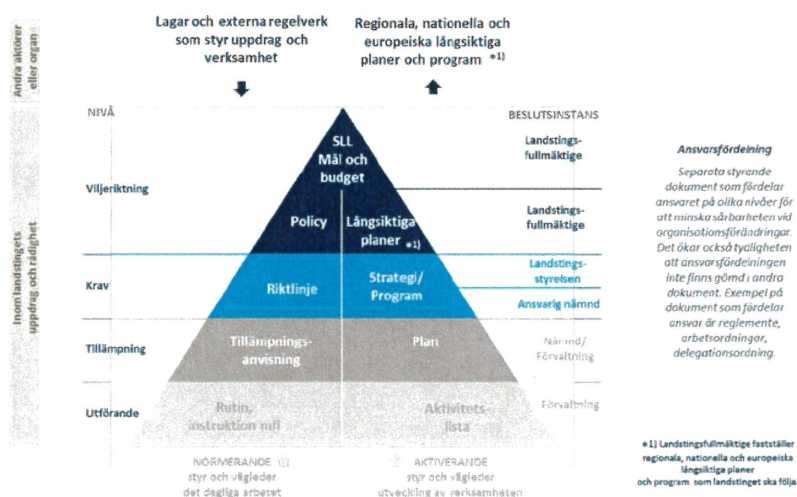 Andra aktörer
eller organ
Lagar och externa regelverk
som styr uppdrag och
verksamhet
Regionala, nationella och
europeiska långsiktiga
planer och program *1)
Inom landstingets
uppdrag och rådighet
NIVÅ
BESLUTSINSTANS
Viljeriktning
SLL
Mål och
budget
Landstings-
fullmäktige
Policy
Långsiktiga
planer *1)
Landstings-
fullmäktige
Krav
Riktlinje
Strategi/
Program
Landstings-
styrelsen
Ansvarig nämnd
Tillämpning
Tillämpnings-
anvisning
Plan
Nämnd/
Förvaltning
Utförande
Rutin,
instruktion mfl
Aktivitets-
lista
Förvaltning
NORMERANDE
styr och vägleder
det dagliga arbetet
AKTIVERANDE
styr och vägleder
utveckling av verksamheten
Ansvarsfördelning
Separata styrande
dokument som fördelar
ansvaret på olika nivåer för
att minska sårbarheten vid
organisationsförändringar.
Det ökar också tydligheten
att ansvarsfördelningen
inte finns gömd i andra
dokument. Exempel på
dokument som fördelar
ansvar är reglemente,
arbetsordningar,
delegationsordning.
*1) Landstingsfullmäktige fastställer
regionala, nationella och europeiska
långsiktiga planer
och program som landstinget ska följa